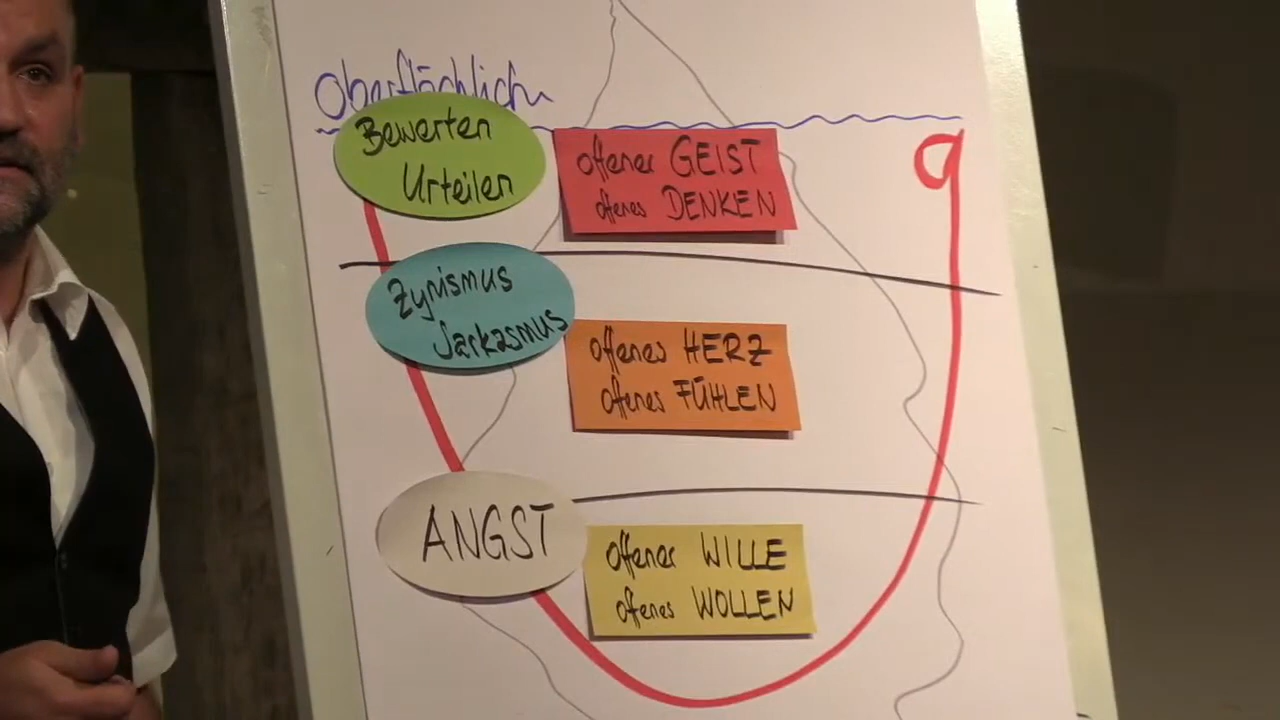 Oberflächlich
Bewerten
Urteilen
offener GEIST
offenes DENKEN
Zynismus
Sarkasmus
offenes HERZ
offenes FÜHLEN
ANGST
offener WILLE
offenes WOLLEN